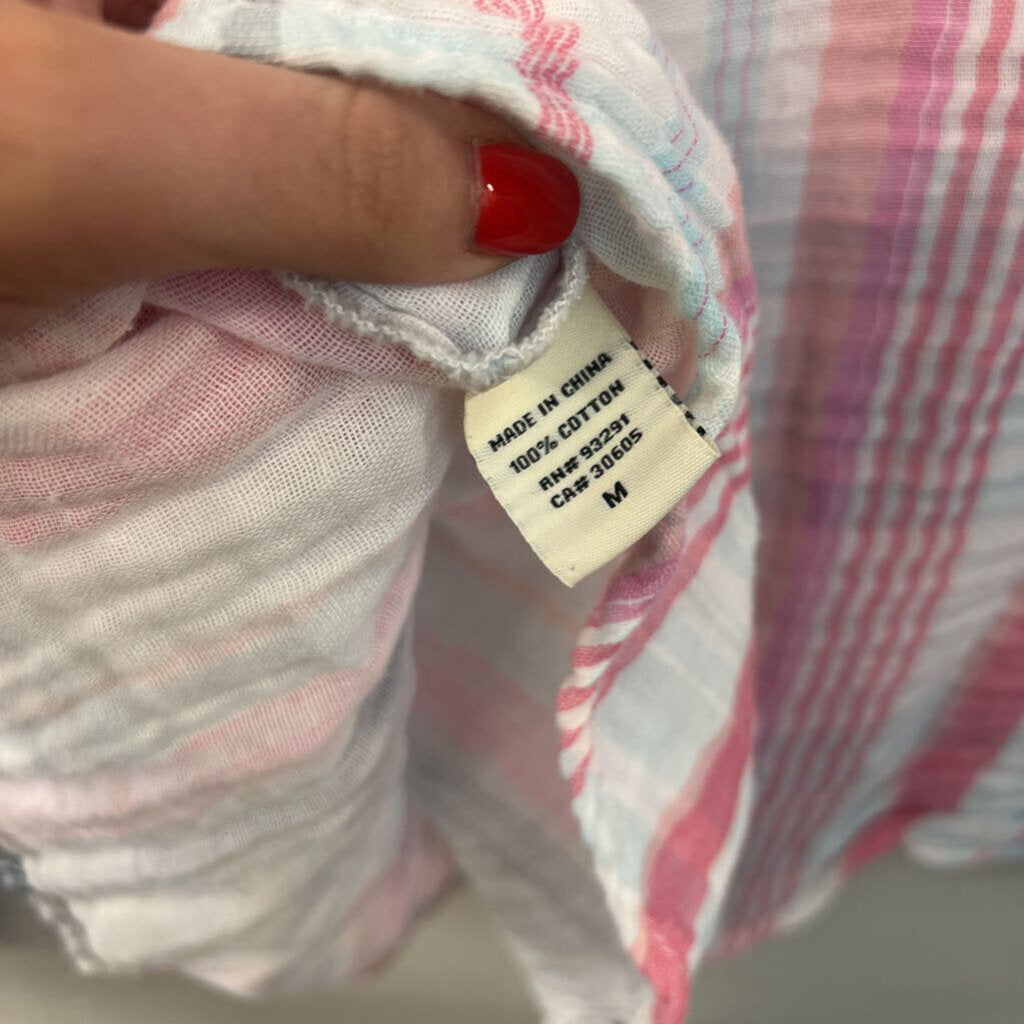 MADE IN CHINA
100% COTTON
RN# 93291
CA# 30605
M